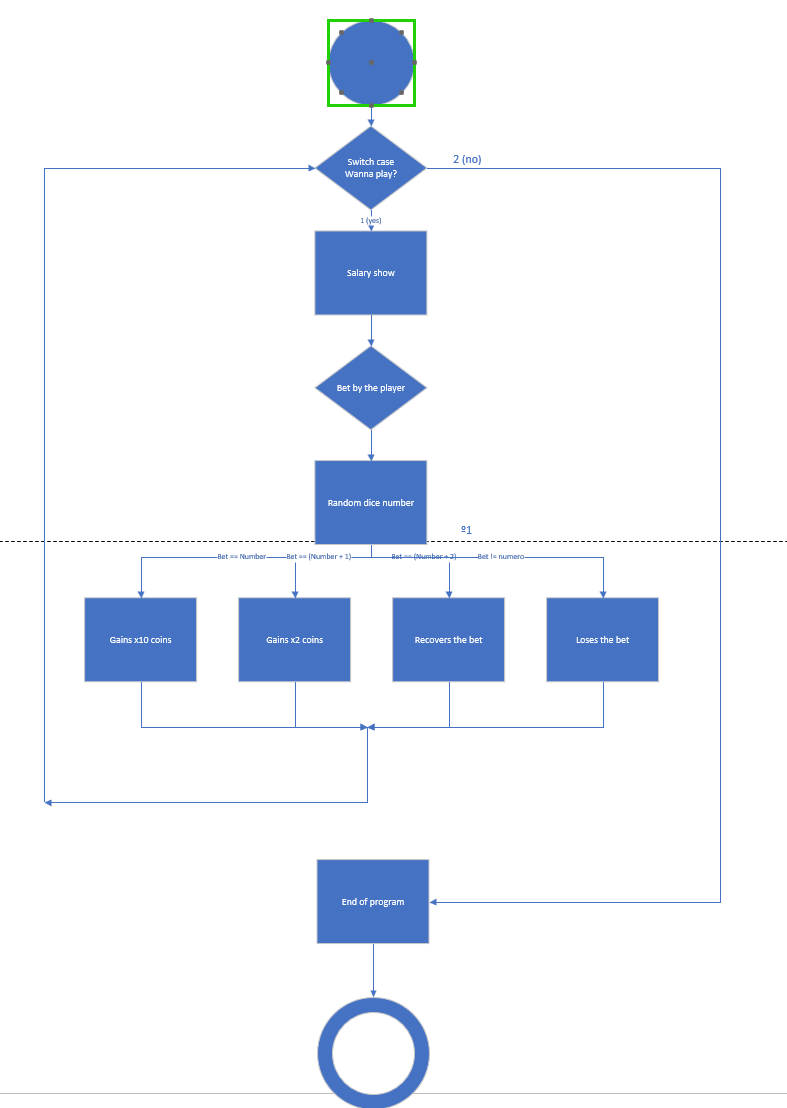 Switch case
Wanna play?
2 (no)
1 (yes)
Salary show
Bet by the player
Random dice number
º1
Bet == Number
Bet == (Number + 1)
Bet == (Number + 2)
Bet != numero
Gains x10 coins
Gains x2 coins
Recovers the bet
Loses the bet
End of program